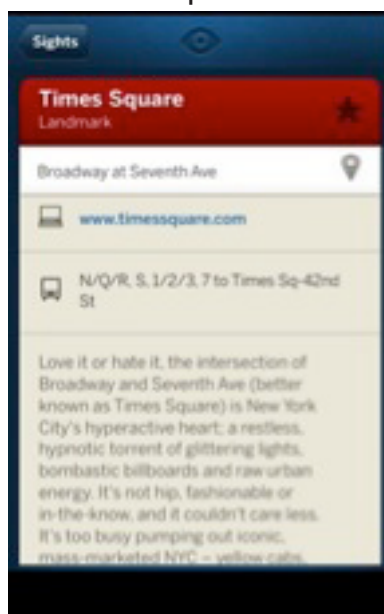 Sights
Times Square
Landmark
Broadway at Seventh Ave
www.timessquare.com
N/Q/R, S, 1/2/3, 7 to Times Sq-42nd
St
Love it or hate it, the intersection of
Broadway and Seventh Ave (better
known as Times Square) is New York
City's hyperactive heart; a restless,
hypnotic torrent of glittering lights,
bombastic billboards and raw urban
energy. It's not hip, fashionable or
in-the-know, and it couldn't care less.
It's too busy pumping out iconic,
mass-marketed NYC – yellow cabs,